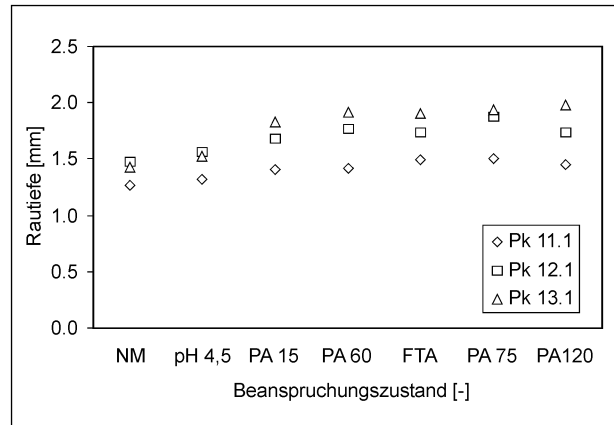 2.5
2.0
1.5
1.0
0.5
0.0
Rautiefe [mm]
Pk 11.1
Pk 12.1
Pk 13.1
NM pH 4,5 PA 15 PA 60 FTA PA 75 PA120
Beanspruchungszustand [-]